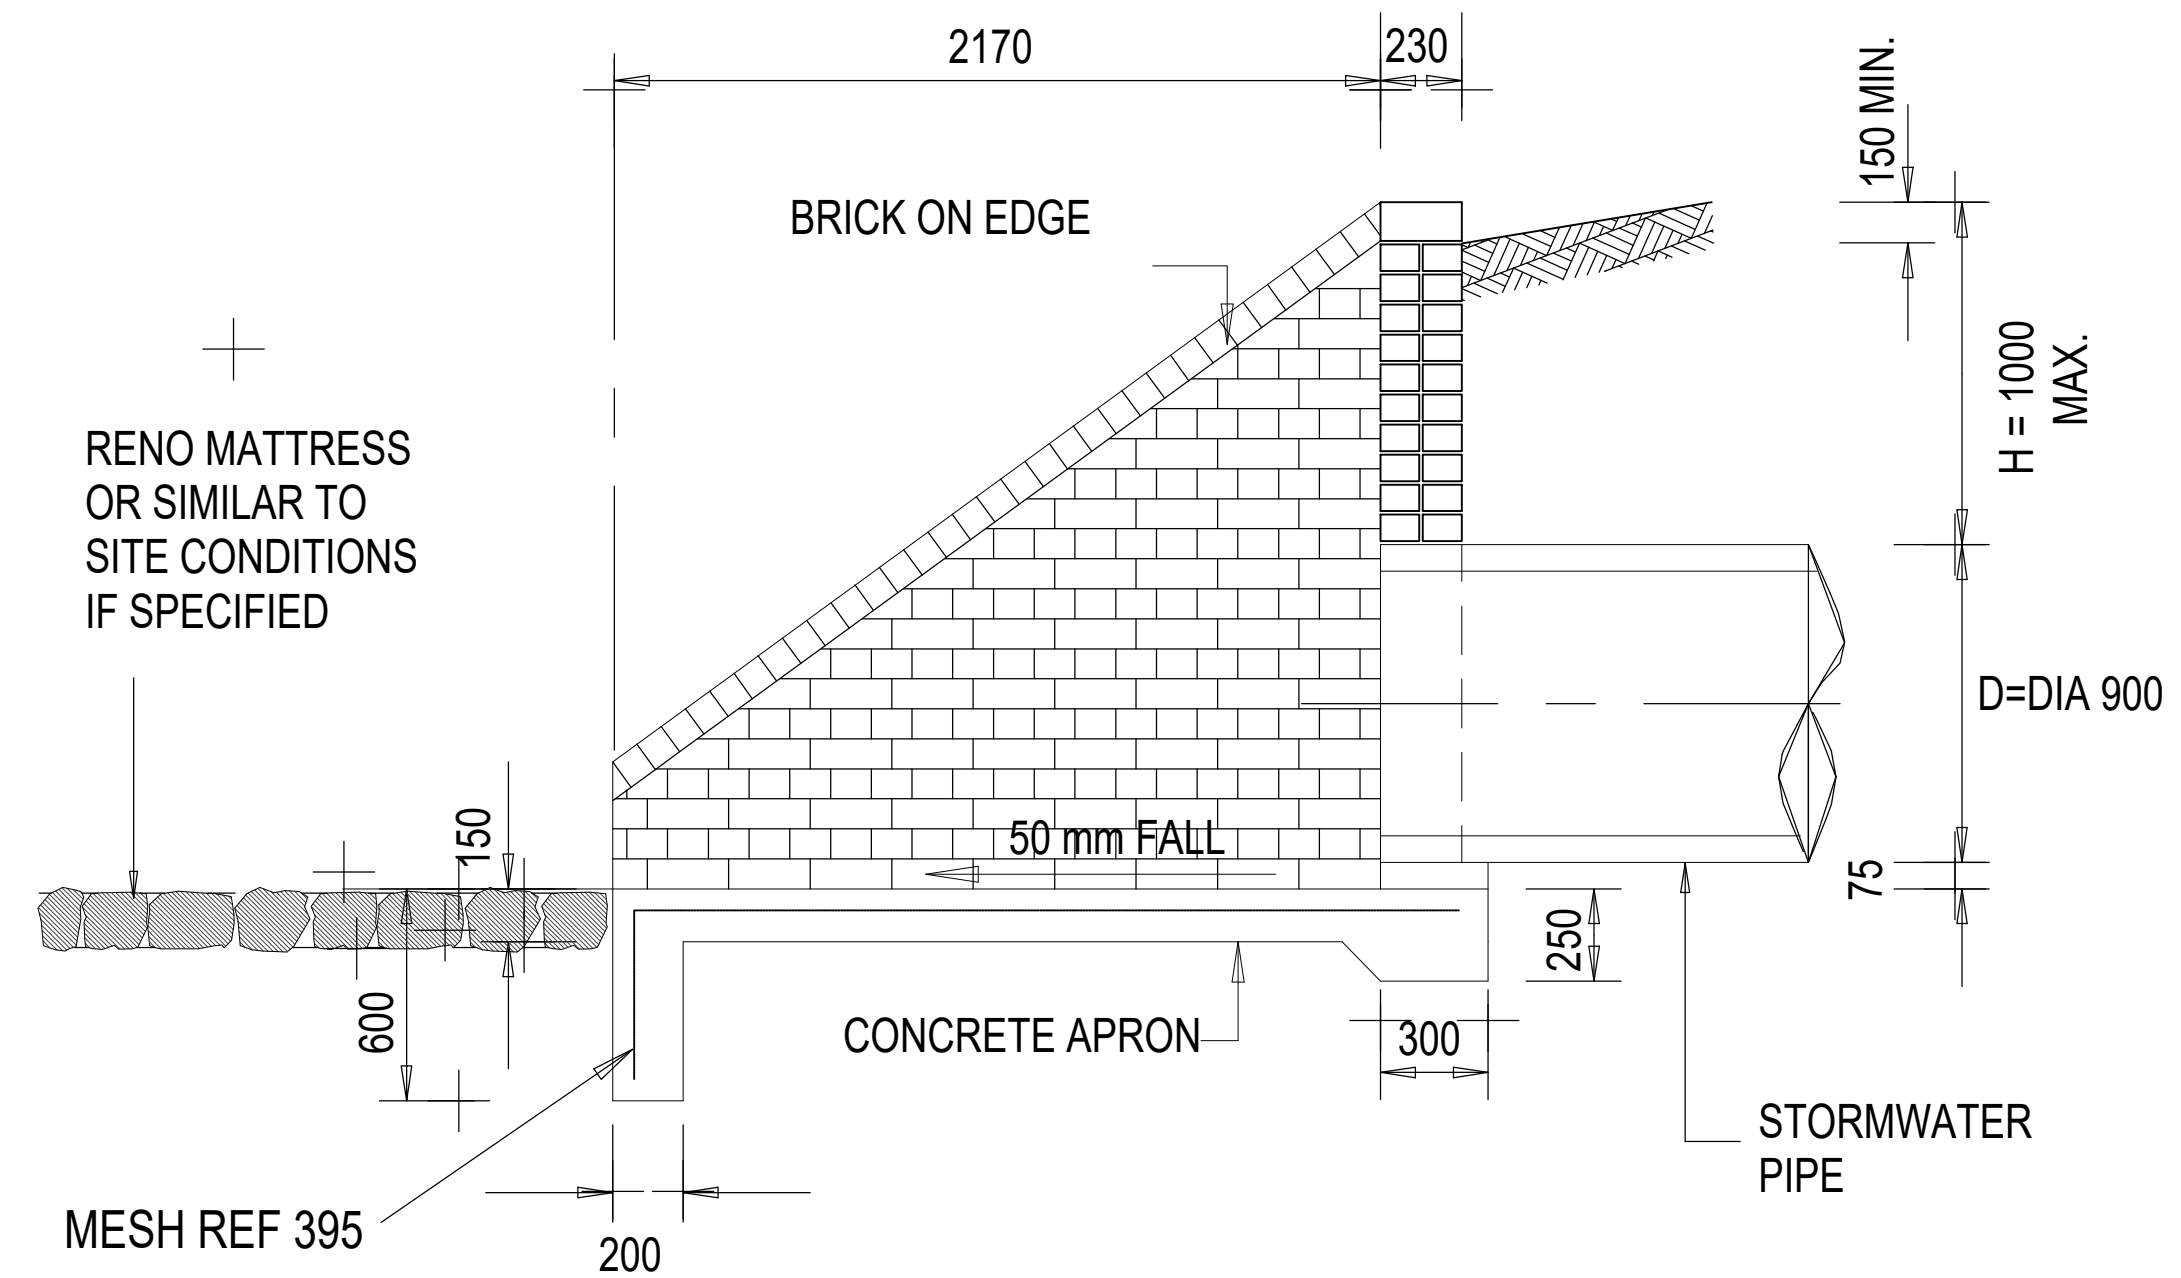 2170
230
150 MIN.
BRICK ON EDGE
H = 1000
MAX.
RENO MATTRESS
OR SIMILAR TO
SITE CONDITIONS
IF SPECIFIED
D=DIA 900
150
50 mm FALL
75
250
600
CONCRETE APRON
300
STORMWATER
PIPE
MESH REF 395
200